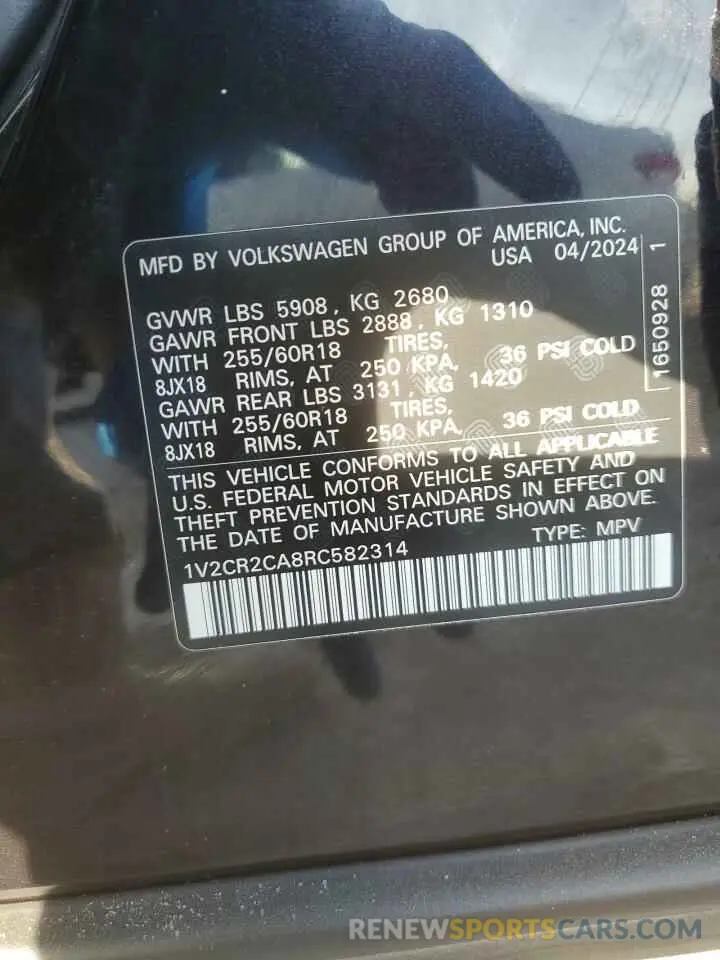 MFD BY VOLKSWAGEN GROUP OF AMERICA, INC.
USA 04/2024
GVWR LBS 5908, KG 2680
GAWR FRONT LBS 2888, KG 1310
WITH 255/60R18 TIRES,
8JX18 RIMS, AT 250 KPA, 36 PSI COLD
GAWR REAR LBS 3131, KG 1420
WITH 255/60R18 TIRES,
8JX18 RIMS, AT 250 KPA, 36 PSI COLD
1650928 1
THIS VEHICLE CONFORMS TO ALL APPLICABLE
U.S. FEDERAL MOTOR VEHICLE SAFETY AND
THEFT PREVENTION STANDARDS IN EFFECT ON
THE DATE OF MANUFACTURE SHOWN ABOVE.
1V2CR2CA8RC582314 TYPE: MPV
RENEWSPORTSCARS.COM